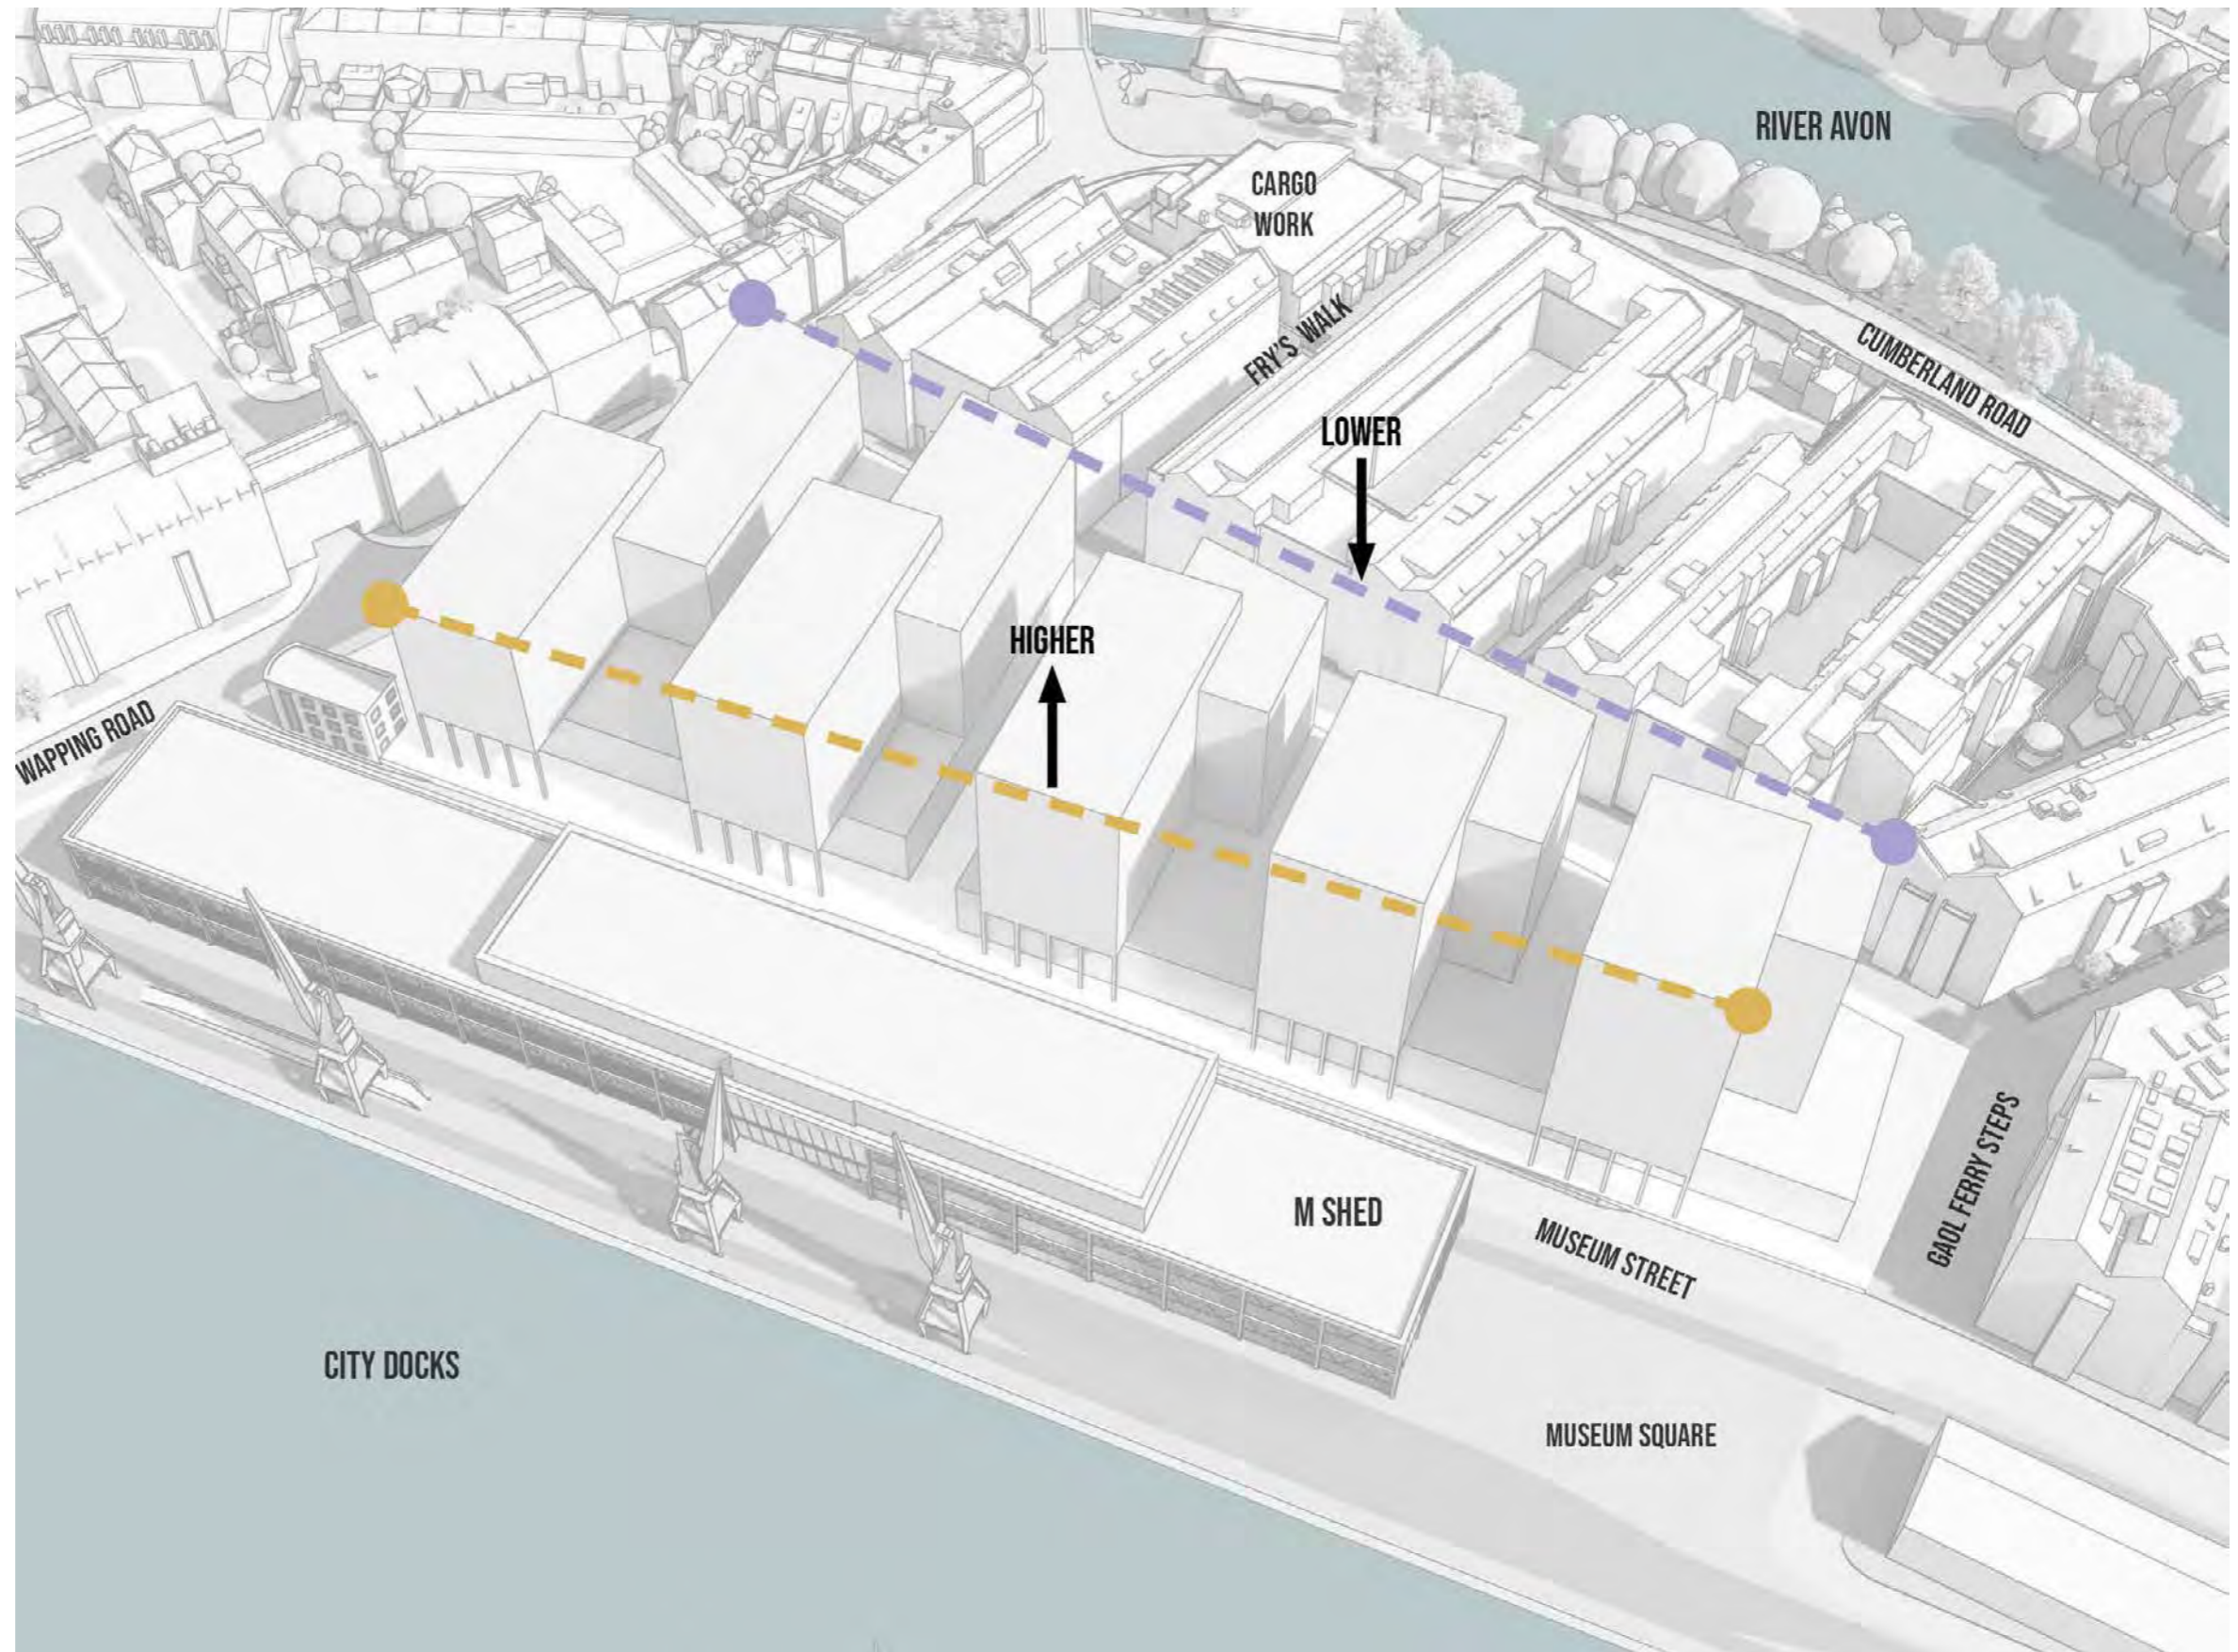 RIVER AVON
CARGO
WORK
FRY'S WALK
CUMBERLAND ROAD
LOWER
HIGHER
WAPPING ROAD
M SHED
MUSEUM STREET
GAOL FERRY STEPS
CITY DOCKS
MUSEUM SQUARE